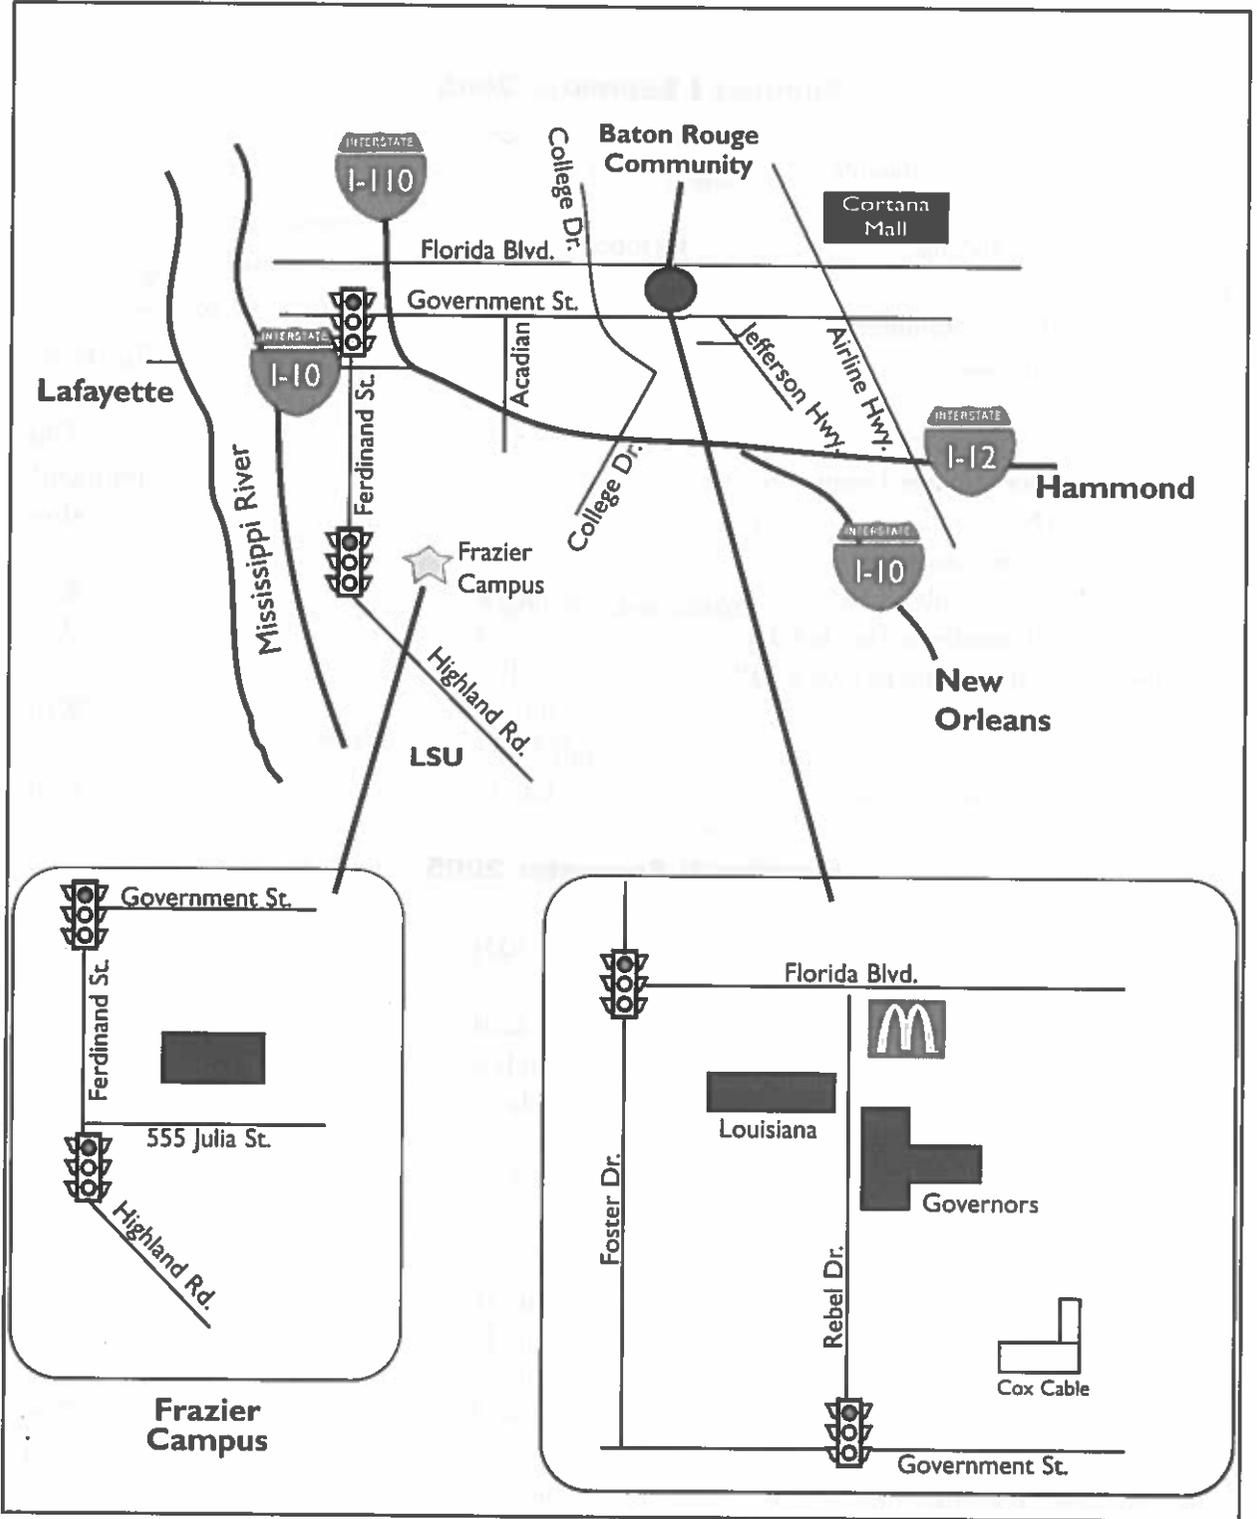 INTERSTATE
I-110
College Dr.
Baton Rouge
Community
Cortana
Mall
Florida Blvd.
Government St.
INTERSTATE
I-10
Lafayette
Ferdinand St.
Acadian
Jefferson Hwy.
Airline Hwy.
INTERSTATE
I-12
Hammond
College Dr.
Mississippi River
Frazier
Campus
INTERSTATE
I-10
New
Orleans
Highland Rd.
LSU
Government St.
Ferdinand St.
555 Julia St.
Highland Rd.
Frazier
Campus
Florida Blvd.
Louisiana
Foster Dr.
Governors
Rebel Dr.
Cox Cable
Government St.